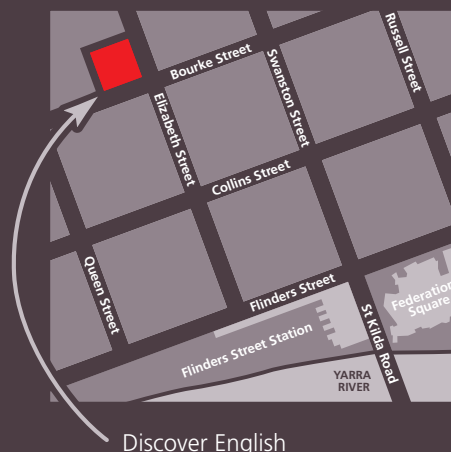 Russell Street
Bourke Street
Swanston Street
Elizabeth Street
Collins Street
Queen Street
Flinders Street
Federation
Square
St Kilda Road
Flinders Street Station
YARRA
RIVER
Discover English